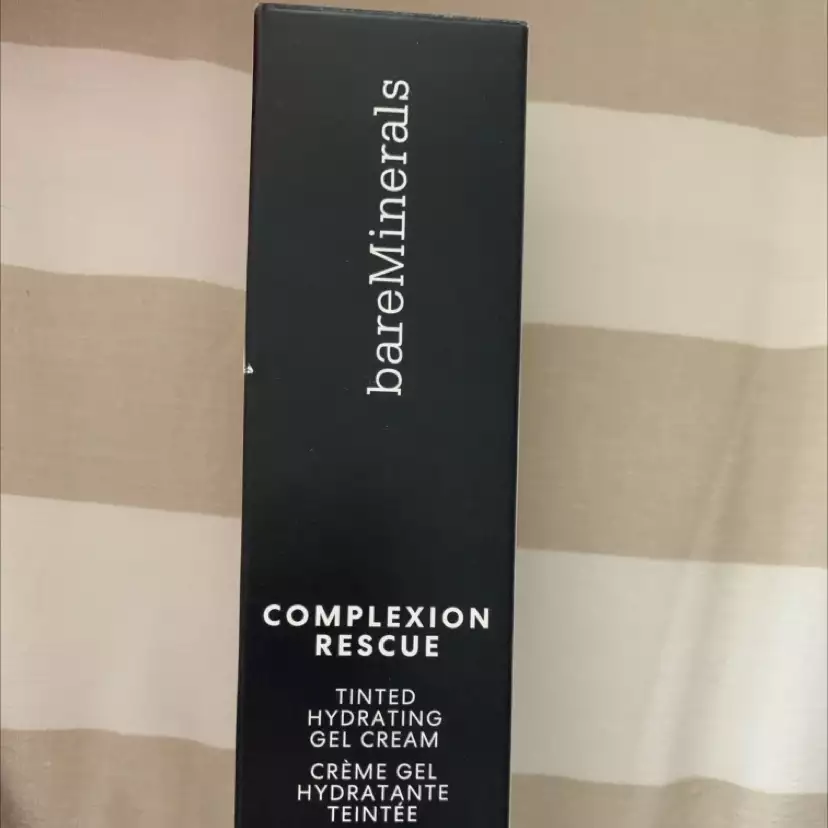 bareMinerals
COMPLEXION
RESCUE
TINTED
HYDRATING
GEL CREAM
CRÈME GEL
HYDRATANTE
TEINTÉE